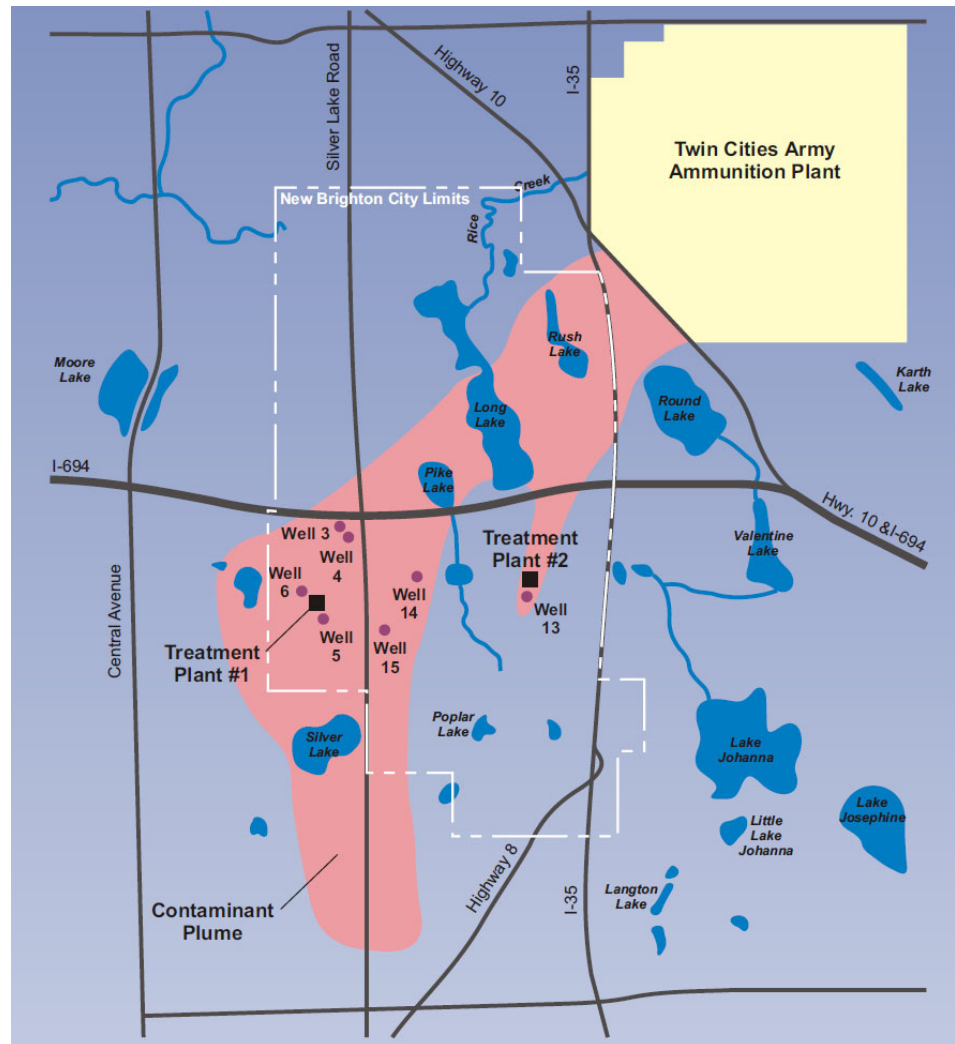 Silver Lake Road
Highway 10
I-35
Twin Cities Army
Ammunition Plant
New Brighton City Limits
Creek
Rice
Moore
Lake
Rush
Lake
Karth
Lake
Round
Lake
Long
Lake
I-694
Pike
Lake
Hwy. 10 &I-694
Well 3
Well
4
Treatment
Plant #2
Valentine
Lake
Well
6
Well
14
Well
13
Central Avenue
Treatment
Plant #1
Well
5
Well
15
Silver
Lake
Poplar
Lake
Lake
Johanna
Lake
Josephine
Little
Lake
Johanna
Highway 8
I-35
Langton
Lake
Contaminant
Plume